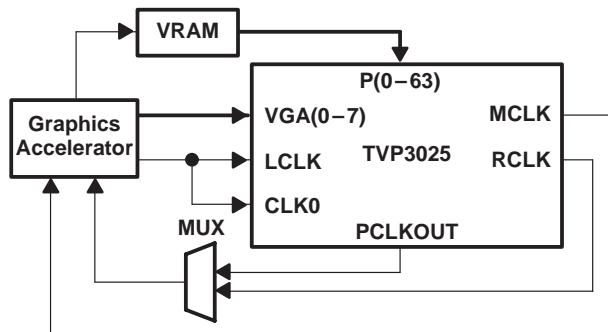 VRAM
P(0–63)
Graphics
Accelerator
VGA(0–7)
MCLK
LCLK
TVP3025
RCLK
CLK0
MUX
PCLKOUT